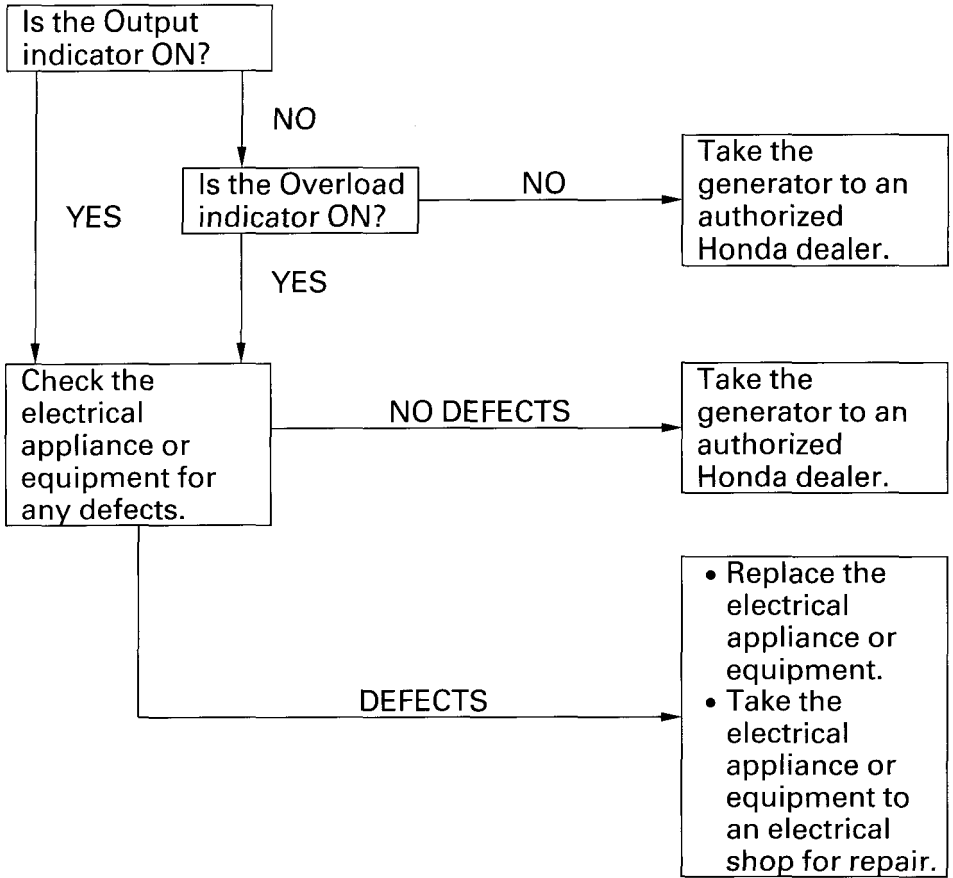 Is the Output
indicator ON?
NO
YES
Is the Overload
indicator ON?
NO
Take the
generator to an
authorized
Honda dealer.
YES
Check the
electrical
appliance or
equipment for
any defects.
NO DEFECTS
Take the
generator to an
authorized
Honda dealer.
DEFECTS
• Replace the
electrical
appliance or
equipment.
• Take the
electrical
appliance or
equipment to
an electrical
shop for repair.